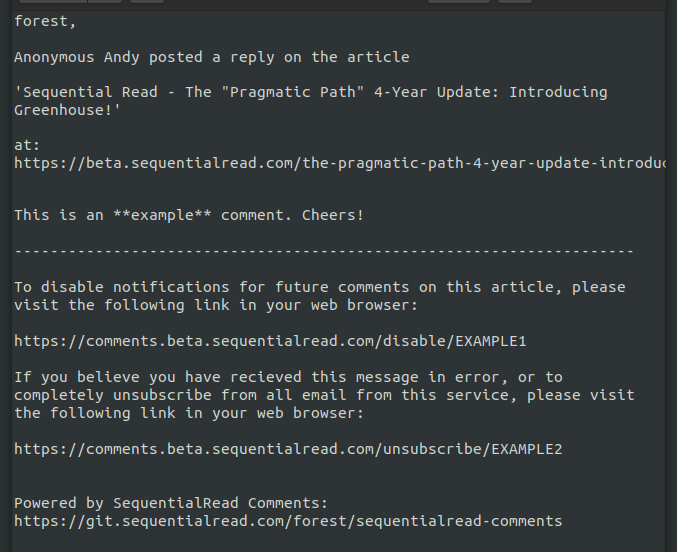 forest,
Anonymous Andy posted a reply on the article
'Sequential Read - The "Pragmatic Path" 4-Year Update: Introducing
Greenhouse!'
at:
https://beta.sequentialread.com/the-pragmatic-path-4-year-update-introduc
This is an **example** comment. Cheers!
---------------------------------------------------------------------
To disable notifications for future comments on this article, please
visit the following link in your web browser:
https://comments.beta.sequentialread.com/disable/EXAMPLE1
If you believe you have recieved this message in error, or to
completely unsubscribe from all email from this service, please visit
the following link in your web browser:
https://comments.beta.sequentialread.com/unsubscribe/EXAMPLE2
Powered by SequentialRead Comments:
https://git.sequentialread.com/forest/sequentialread-comments